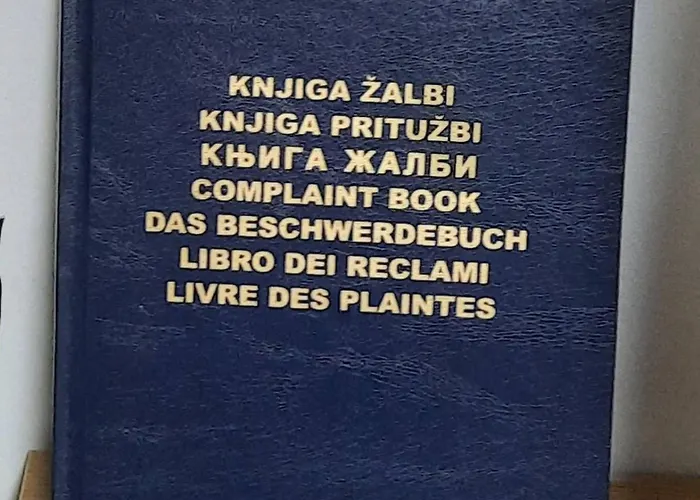 KNJIGA ŽALBI
KNJIGA PRITUŽBI
КЊИГА ЖАЛБИ
COMPLAINT BOOK
DAS BESCHWERDEBUCH
LIBRO DEI RECLAMI
LIVRE DES PLAINTES